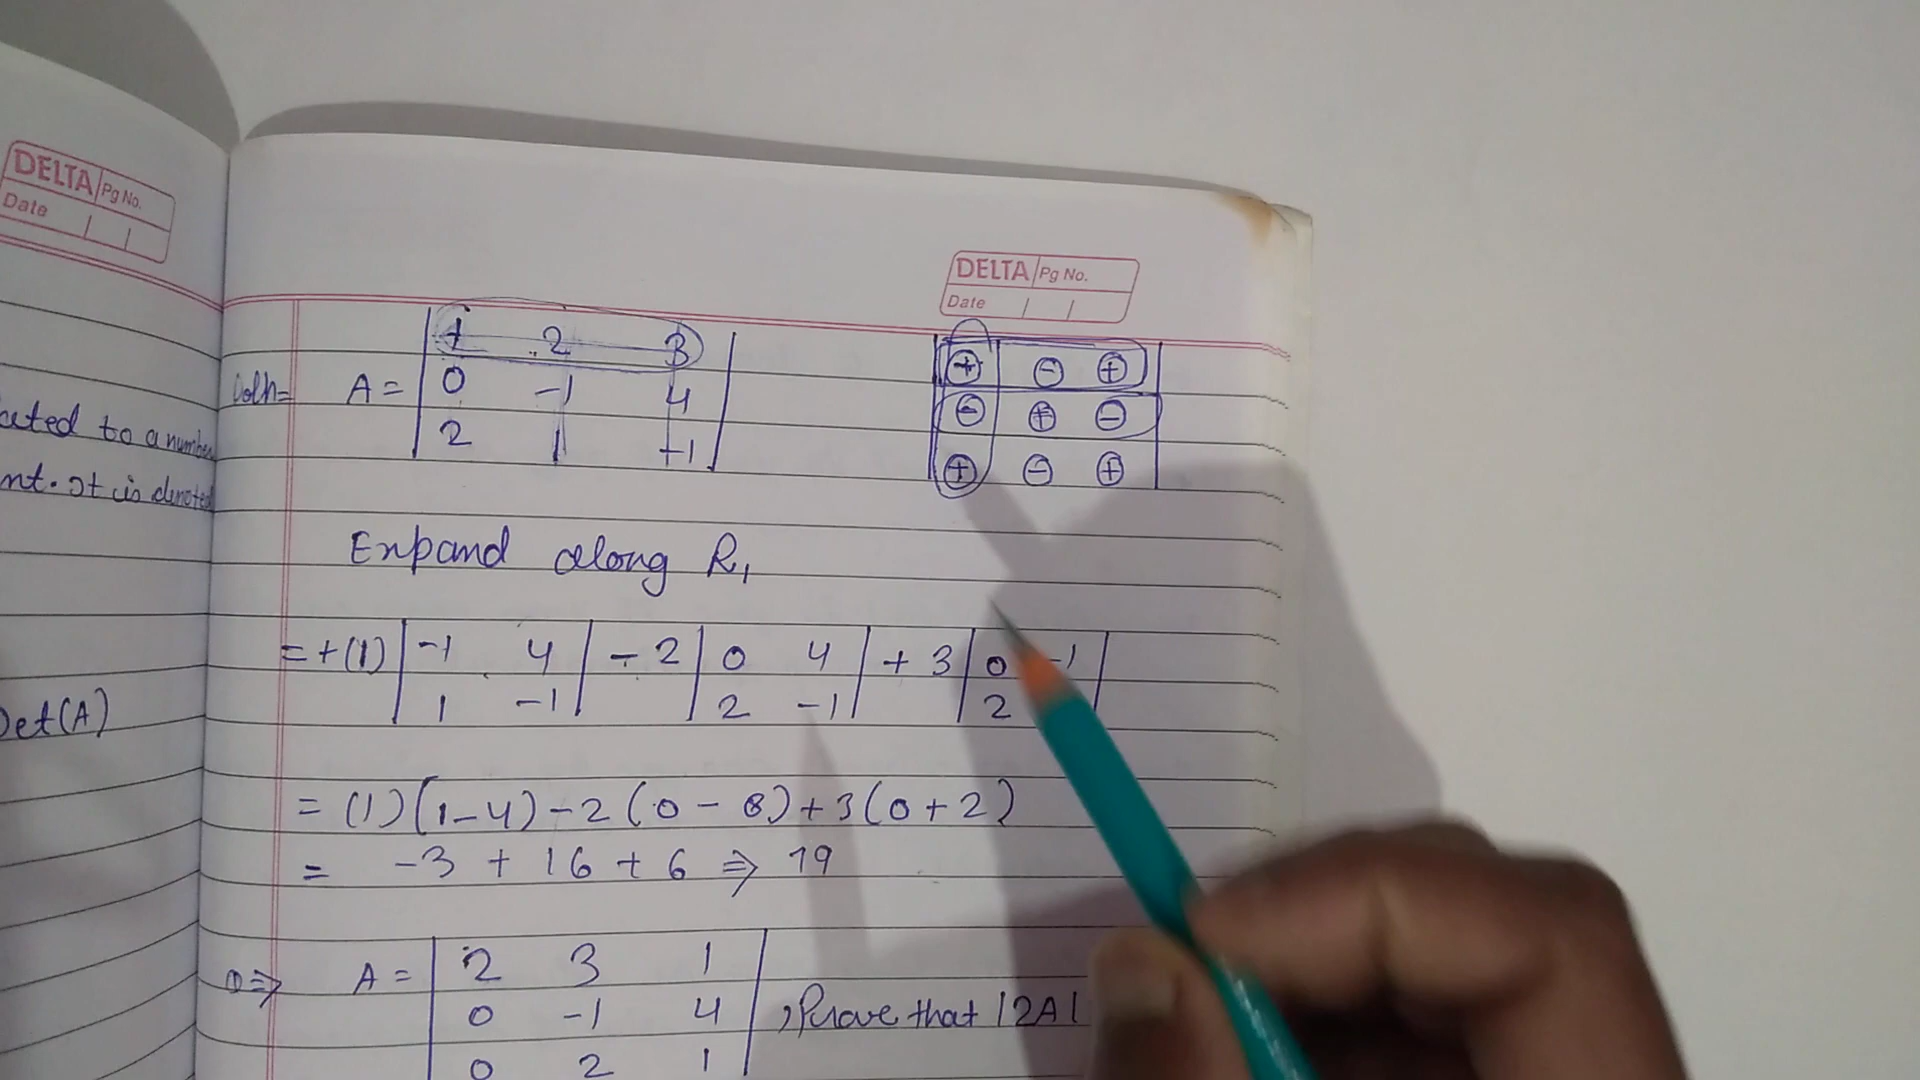 DELTA Pg No.
Date
cated to a number
nt. It is denoted
Det(A)
DELTA Pg No.
Date
1 2 3
Solh= A = 0 -1 4
2 1 +1
+ - +
- + -
+ - +
Expand along R1
= +(1) | -1 4 | - 2 | 0 4 | + 3 | 0 -1 |
1 -1 2 -1 2
= (1)(1-4)-2(0-8)+3(0+2)
= -3 + 16 + 6 ⇒ 19
Q⇒ A = 2 3 1
0 -1 4 , Prove that |2A|
0 2 1